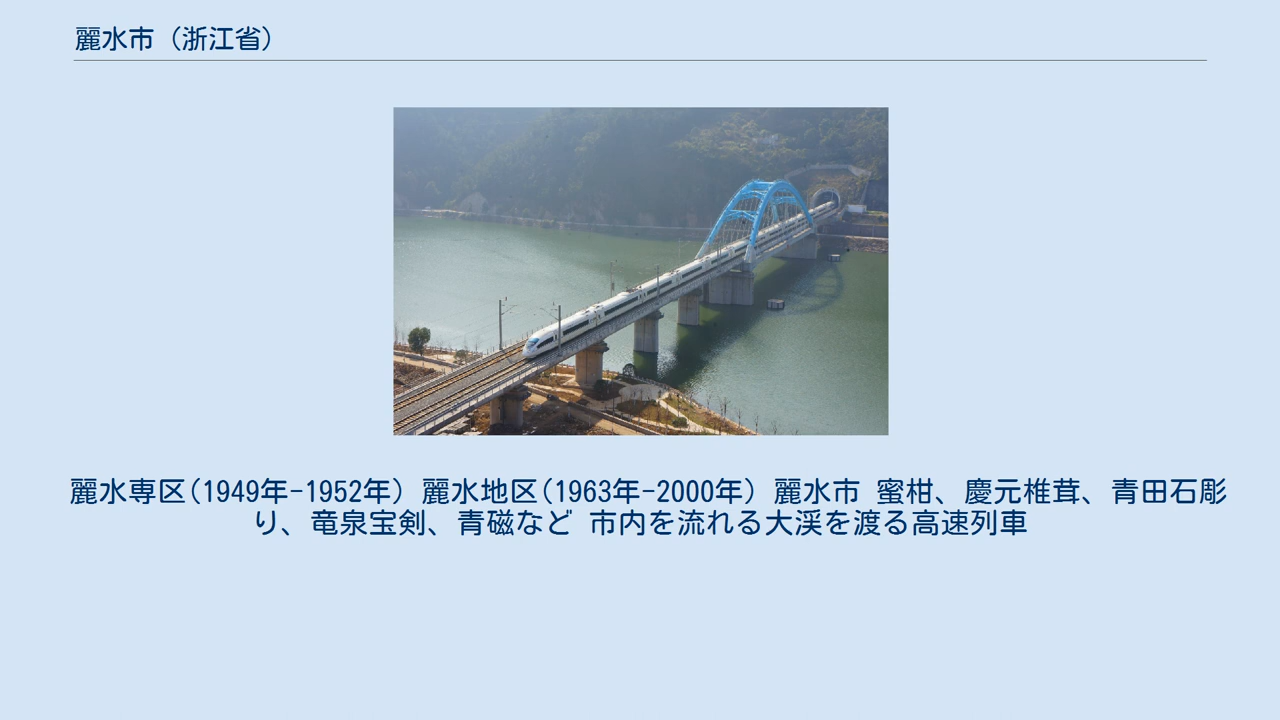 麗水市（浙江省）
麗水専区(1949年-1952年) 麗水地区(1963年-2000年) 麗水市 蜜柑、慶元椎茸、青田石彫
り、竜泉宝剣、青磁など 市内を流れる大渓を渡る高速列車